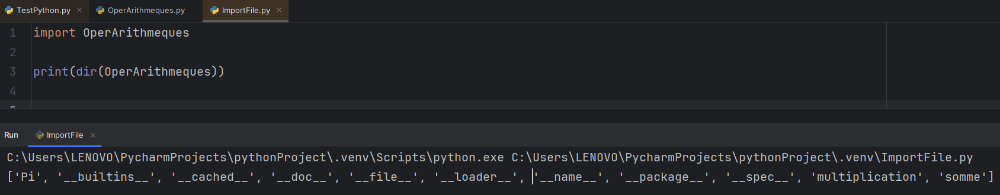 TestPython.py × OperArithmeques.py ImportFile.py ×
1 import OperArithmeques
2
3 print(dir(OperArithmeques))
4
Run ImportFile ×
C:\Users\LENOVO\PycharmProjects\pythonProject\.venv\Scripts\python.exe C:\Users\LENOVO\PycharmProjects\pythonProject\.venv\ImportFile.py
['Pi', '__builtins__', '__cached__', '__doc__', '__file__', '__loader__', '__name__', '__package__', '__spec__', 'multiplication', 'somme']